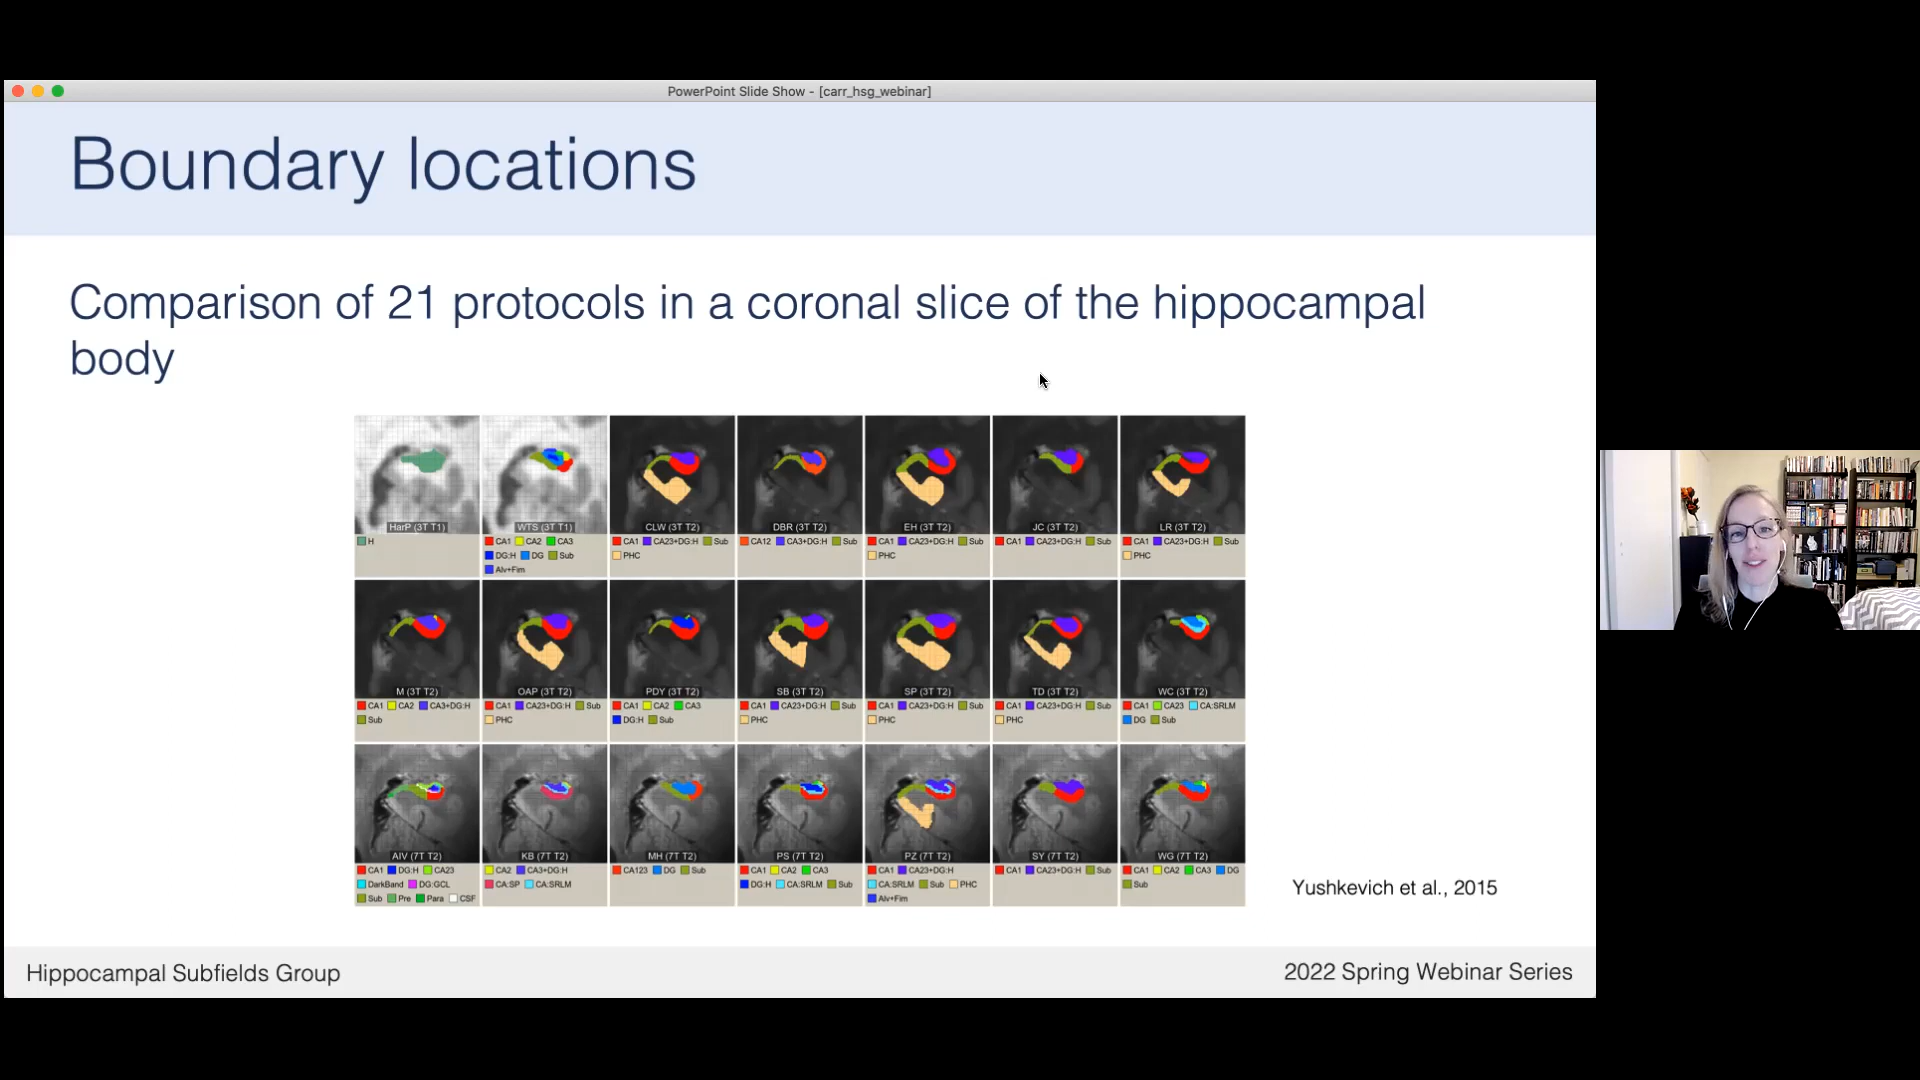 PowerPoint Slide Show - [carr_hsg_webinar]
Boundary locations
Comparison of 21 protocols in a coronal slice of the hippocampal
body
HarP (3T T1) WTS (3T T1) CLW (3T T2) DBR (3T T2) EH (3T T2) JC (3T T2) LR (3T T2)
H CA1 CA2 CA3 CA1 CA23+DG:H Sub CA12 CA3+DG:H Sub CA1 CA23+DG:H Sub CA1 CA23+DG:H Sub CA1 CA23+DG:H Sub
DG:H DG Sub PHC PHC PHC
Alv+Fim
M (3T T2) OAP (3T T2) PDY (3T T2) SB (3T T2) SP (3T T2) TD (3T T2) WC (3T T2)
CA1 CA2 CA3+DG:H CA1 CA23+DG:H Sub CA1 CA2 CA3 CA1 CA23+DG:H Sub CA1 CA23+DG:H Sub CA1 CA23+DG:H Sub CA1 CA23 CA:SRLM
Sub PHC DG:H Sub PHC PHC PHC DG Sub
AIV (7T T2) KB (7T T2) MH (7T T2) PS (7T T2) PZ (7T T2) SY (7T T2) WG (7T T2)
CA1 DG:H CA23 CA2 CA3+DG:H CA123 DG Sub CA1 CA2 CA3 CA1 CA23+DG:H CA1 CA23+DG:H Sub CA1 CA2 CA3 DG
DarkBand DG:GCL CA:SP CA:SRLM DG:H CA:SRLM Sub CA:SRLM Sub PHC Sub
Sub Pre Para CSF Alv+Fim
Yushkevich et al., 2015
Hippocampal Subfields Group
2022 Spring Webinar Series